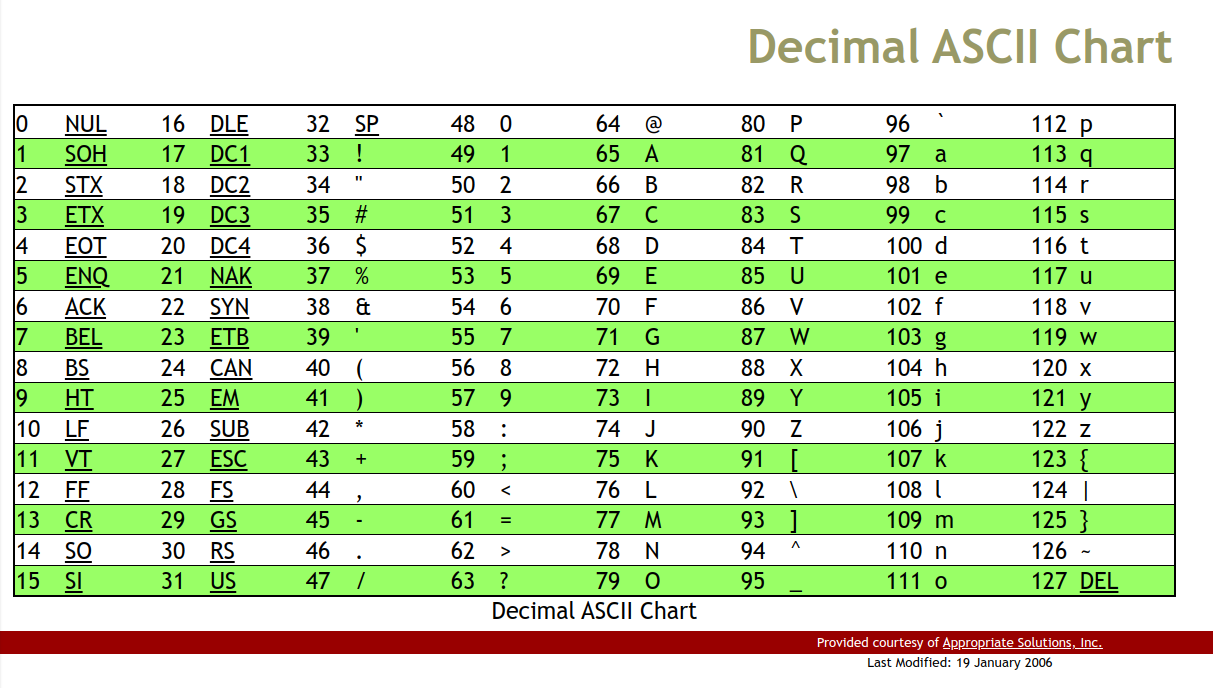 Decimal ASCII Chart
0 NUL 16 DLE 32 SP 48 0 64 @ 80 P 96 ` 112 p
1 SOH 17 DC1 33 ! 49 1 65 A 81 Q 97 a 113 q
2 STX 18 DC2 34 " 50 2 66 B 82 R 98 b 114 r
3 ETX 19 DC3 35 # 51 3 67 C 83 S 99 c 115 s
4 EOT 20 DC4 36 $ 52 4 68 D 84 T 100 d 116 t
5 ENQ 21 NAK 37 % 53 5 69 E 85 U 101 e 117 u
6 ACK 22 SYN 38 & 54 6 70 F 86 V 102 f 118 v
7 BEL 23 ETB 39 ' 55 7 71 G 87 W 103 g 119 w
8 BS 24 CAN 40 ( 56 8 72 H 88 X 104 h 120 x
9 HT 25 EM 41 ) 57 9 73 I 89 Y 105 i 121 y
10 LF 26 SUB 42 * 58 : 74 J 90 Z 106 j 122 z
11 VT 27 ESC 43 + 59 ; 75 K 91 [ 107 k 123 {
12 FF 28 FS 44 , 60 < 76 L 92 \ 108 l 124 |
13 CR 29 GS 45 - 61 = 77 M 93 ] 109 m 125 }
14 SO 30 RS 46 . 62 > 78 N 94 ^ 110 n 126 ~
15 SI 31 US 47 / 63 ? 79 O 95 _ 111 o 127 DEL
Decimal ASCII Chart
Provided courtesy of Appropriate Solutions, Inc.
Last Modified: 19 January 2006